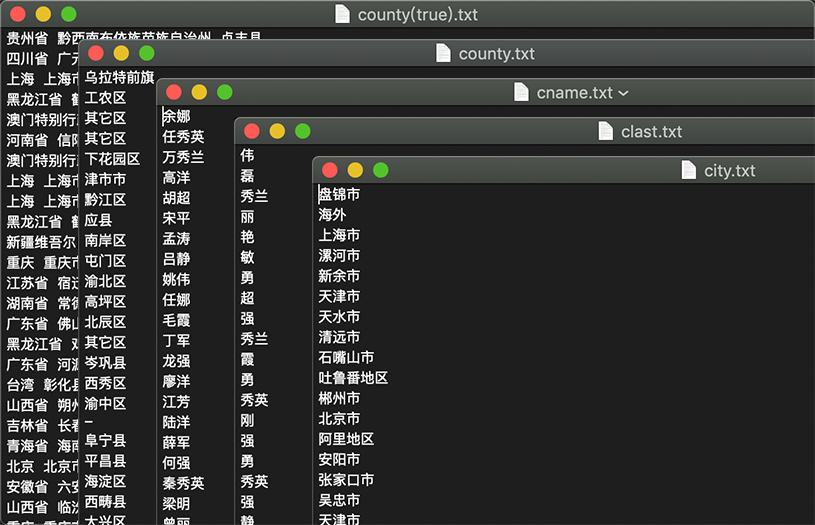 county(true).txt
贵州省 黔西南布依族苗族自治州 贞丰县
四川省 广元
上海 上海市
黑龙江省
澳门特别行
河南省 信阳
澳门特别行
上海 上海市
上海 上海市
黑龙江省
新疆维吾尔
重庆 重庆市
江苏省 宿迁
湖南省 常德
广东省 佛山
黑龙江省
广东省 河源
台湾 彰化县
山西省 朔州
吉林省 长春
青海省 海南
北京 北京市
安徽省 六安
山西省 临汾
重庆 重庆市
county.txt
乌拉特前旗
工农区
其它区
其它区
下花园区
津市市
黔江区
应县
南岸区
屯门区
渝北区
高坪区
北辰区
其它区
岑巩县
西秀区
渝中区
-
阜宁县
平昌县
海淀区
西畴县
大兴区
cname.txt
余娜
任秀英
万秀兰
高洋
胡超
宋平
孟涛
吕静
姚伟
任娜
毛霞
丁军
龙强
廖洋
江芳
陆洋
薛军
何强
秦秀英
梁明
曾丽
clast.txt
伟
磊
秀兰
丽
艳
敏
勇
超
强
秀兰
霞
勇
秀英
刚
强
勇
秀英
强
静
city.txt
盘锦市
海外
上海市
漯河市
新余市
天津市
天水市
清远市
石嘴山市
吐鲁番地区
郴州市
北京市
阿里地区
安阳市
张家口市
吴忠市
天津市